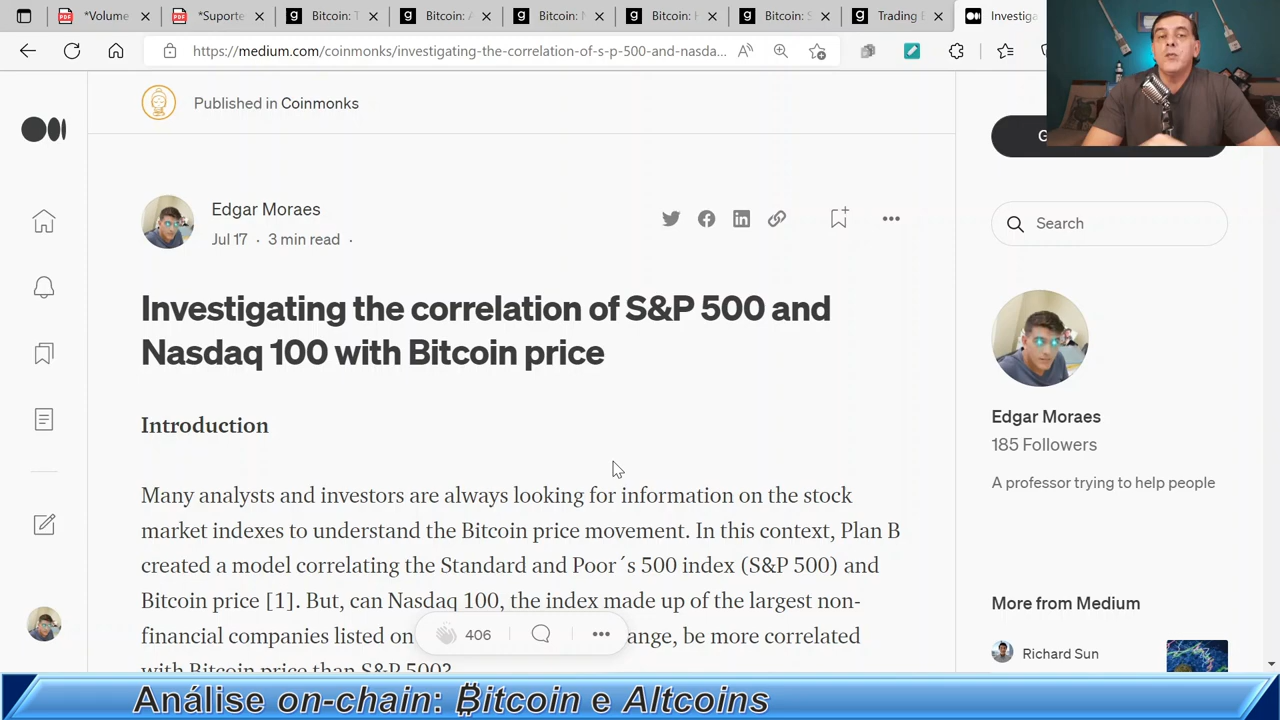 *Volume
*Suporte
Bitcoin: T
Bitcoin: A
Bitcoin: N
Bitcoin:
Bitcoin: S
Trading
Investiga
https://medium.com/coinmonks/investigating-the-correlation-of-s-p-500-and-nasda...
Published in Coinmonks
G
Edgar Moraes
Jul 17 · 3 min read ·
Search
Investigating the correlation of S&P 500 and
Nasdaq 100 with Bitcoin price
Edgar Moraes
185 Followers
A professor trying to help people
Introduction
Many analysts and investors are always looking for information on the stock
market indexes to understand the Bitcoin price movement. In this context, Plan B
created a model correlating the Standard and Poor´s 500 index (S&P 500) and
Bitcoin price [1]. But, can Nasdaq 100, the index made up of the largest non-
financial companies listed on ange, be more correlated
with Bitcoin price than S&P 500?
406
More from Medium
Richard Sun
Análise on-chain: ₿itcoin e Altcoins